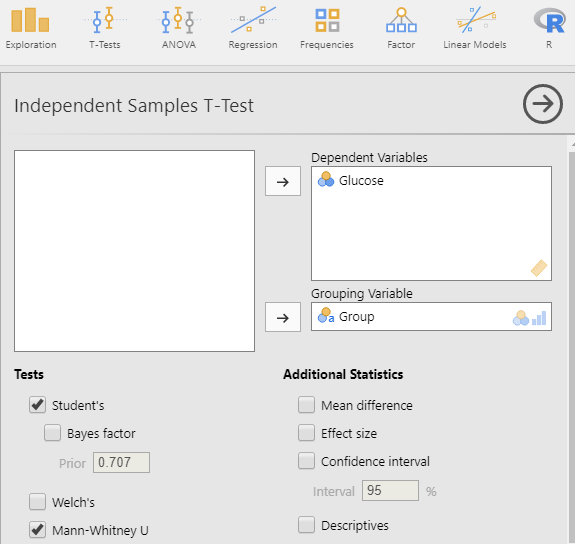 Exploration T-Tests ANOVA Regression Frequencies Factor Linear Models R
Independent Samples T-Test
Dependent Variables
Glucose
Grouping Variable
Group
Tests Additional Statistics
Student's Mean difference
Bayes factor Effect size
Prior 0.707 Confidence interval
Interval 95 %
Welch's
Mann-Whitney U Descriptives